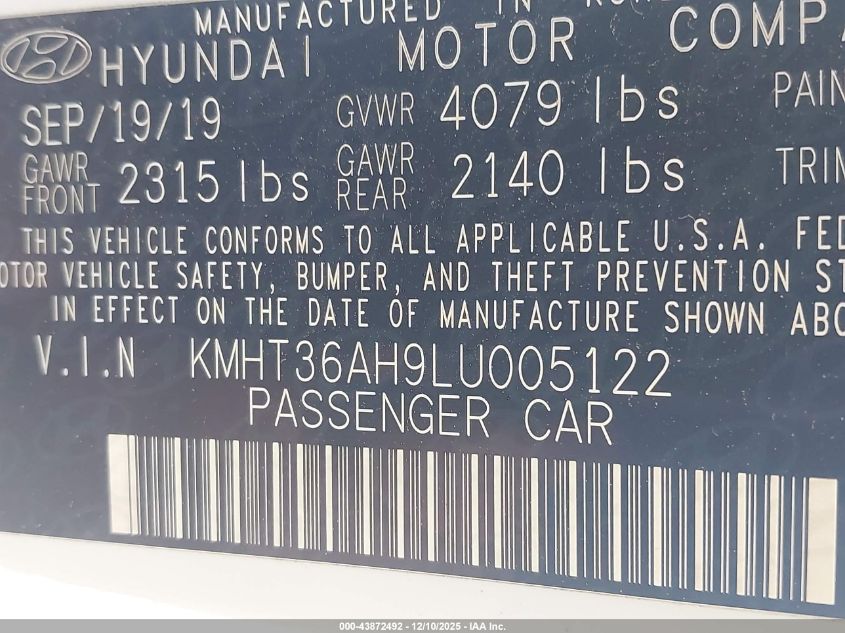 MANUFACTURED IN KORE
HYUNDAI MOTOR COMPA
SEP/19/19 GVWR 4079 lbs PAIN
GAWR FRONT 2315 lbs GAWR REAR 2140 lbs TRIM
THIS VEHICLE CONFORMS TO ALL APPLICABLE U.S.A. FED
OTOR VEHICLE SAFETY, BUMPER, AND THEFT PREVENTION ST
IN EFFECT ON THE DATE OF MANUFACTURE SHOWN ABO
V.I.N KMHT36AH9LU005122
PASSENGER CAR
000-43872492 - 12/10/2025 - IAA Inc.